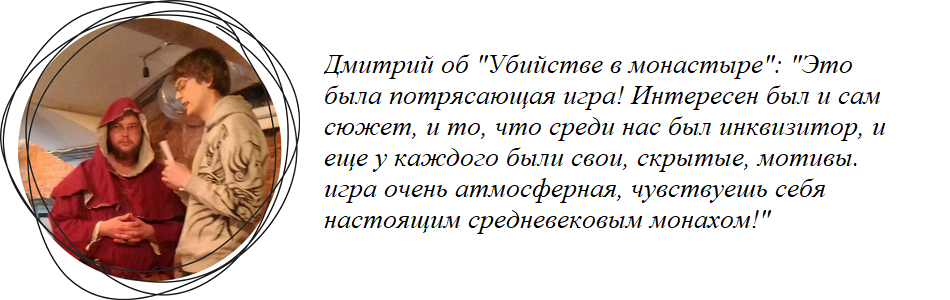 Дмитрий об "Убийстве в монастыре": "Это
была потрясающая игра! Интересен был и сам
сюжет, и то, что среди нас был инквизитор, и
еще у каждого были свои, скрытые, мотивы.
игра очень атмосферная, чувствуешь себя
настоящим средневековым монахом!"